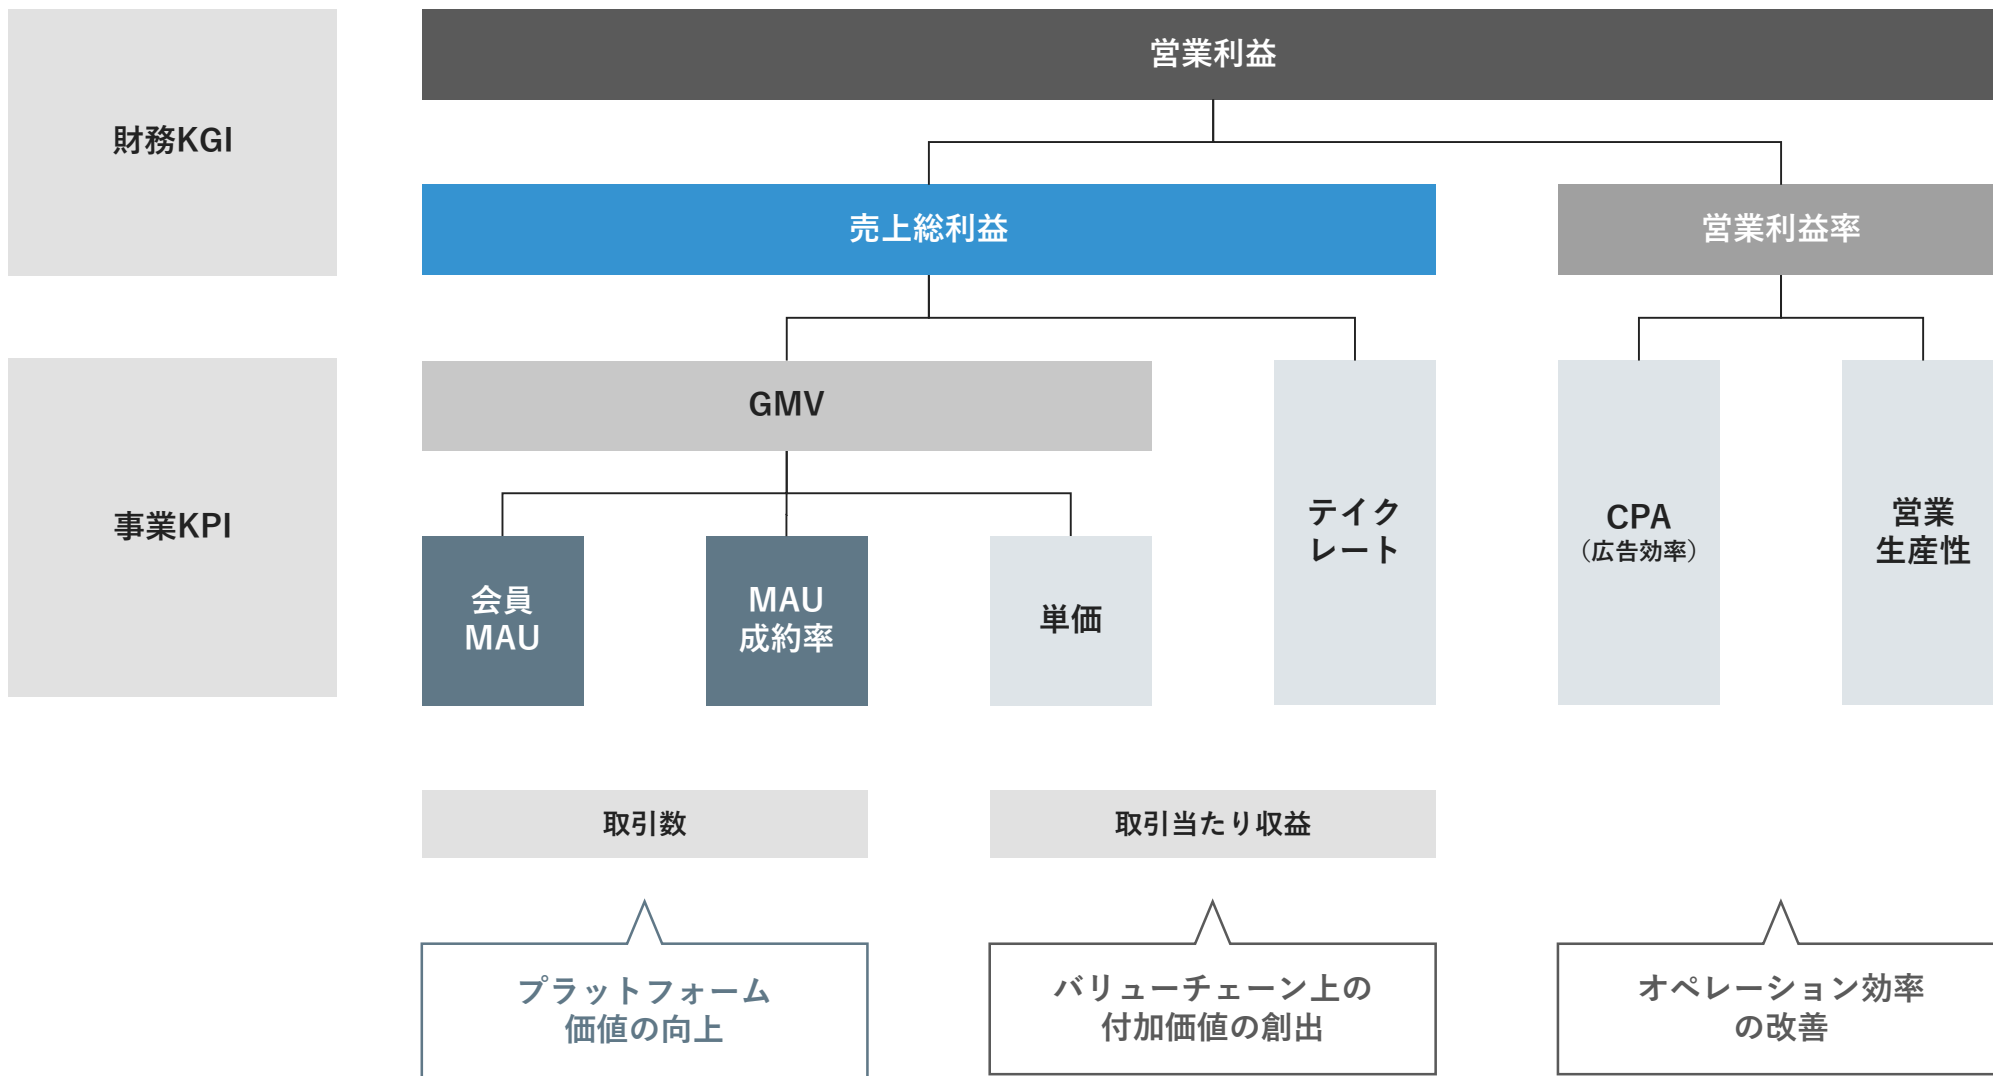 営業利益
財務KGI
売上総利益
営業利益率
GMV
事業KPI
テイク
レート
CPA
（広告効率）
営業
生産性
会員
MAU
MAU
成約率
単価
取引数
取引当たり収益
プラットフォーム
価値の向上
バリューチェーン上の
付加価値の創出
オペレーション効率
の改善